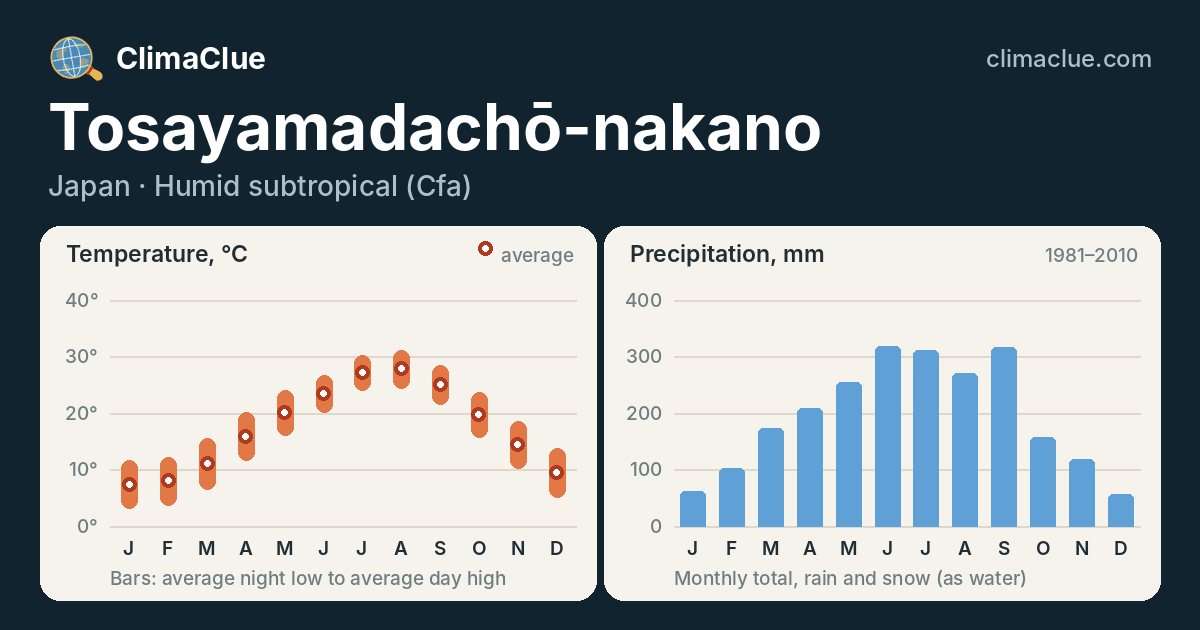 ClimaClue
climaclue.com
Tosayamadachō-nakano
Japan · Humid subtropical (Cfa)
Temperature, °C
average
40°
30°
20°
10°
0°
J F M A M J J A S O N D
Bars: average night low to average day high
Precipitation, mm
1981–2010
400
300
200
100
0
J F M A M J J A S O N D
Monthly total, rain and snow (as water)